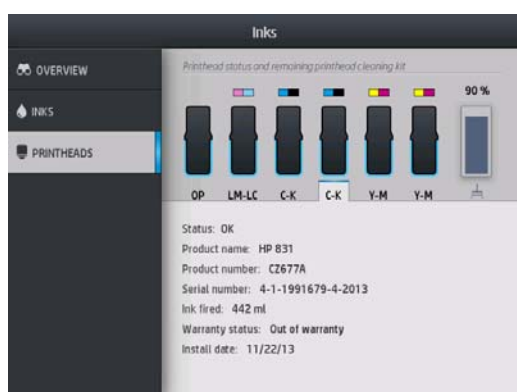 Inks
OVERVIEW
INKS
PRINTHEADS
Printhead status and remaining printhead cleaning kit
90 %
OP LM-LC C-K C-K Y-M Y-M
Status: OK
Product name: HP 831
Product number: CZ677A
Serial number: 4-1-1991679-4-2013
Ink fired: 442 ml
Warranty status: Out of warranty
Install date: 11/22/13